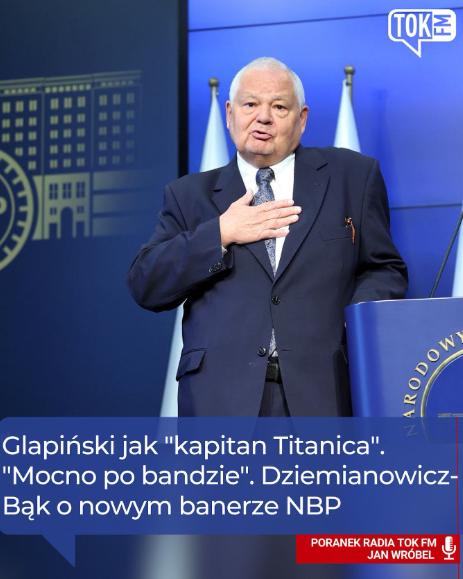 TOK
FM
NARODOWY
Glapiński jak "kapitan Titanica".
"Mocno po bandzie". Dziemianowicz-
Bąk o nowym banerze NBP
PORANEK RADIA TOK FM
JAN WRÓBEL